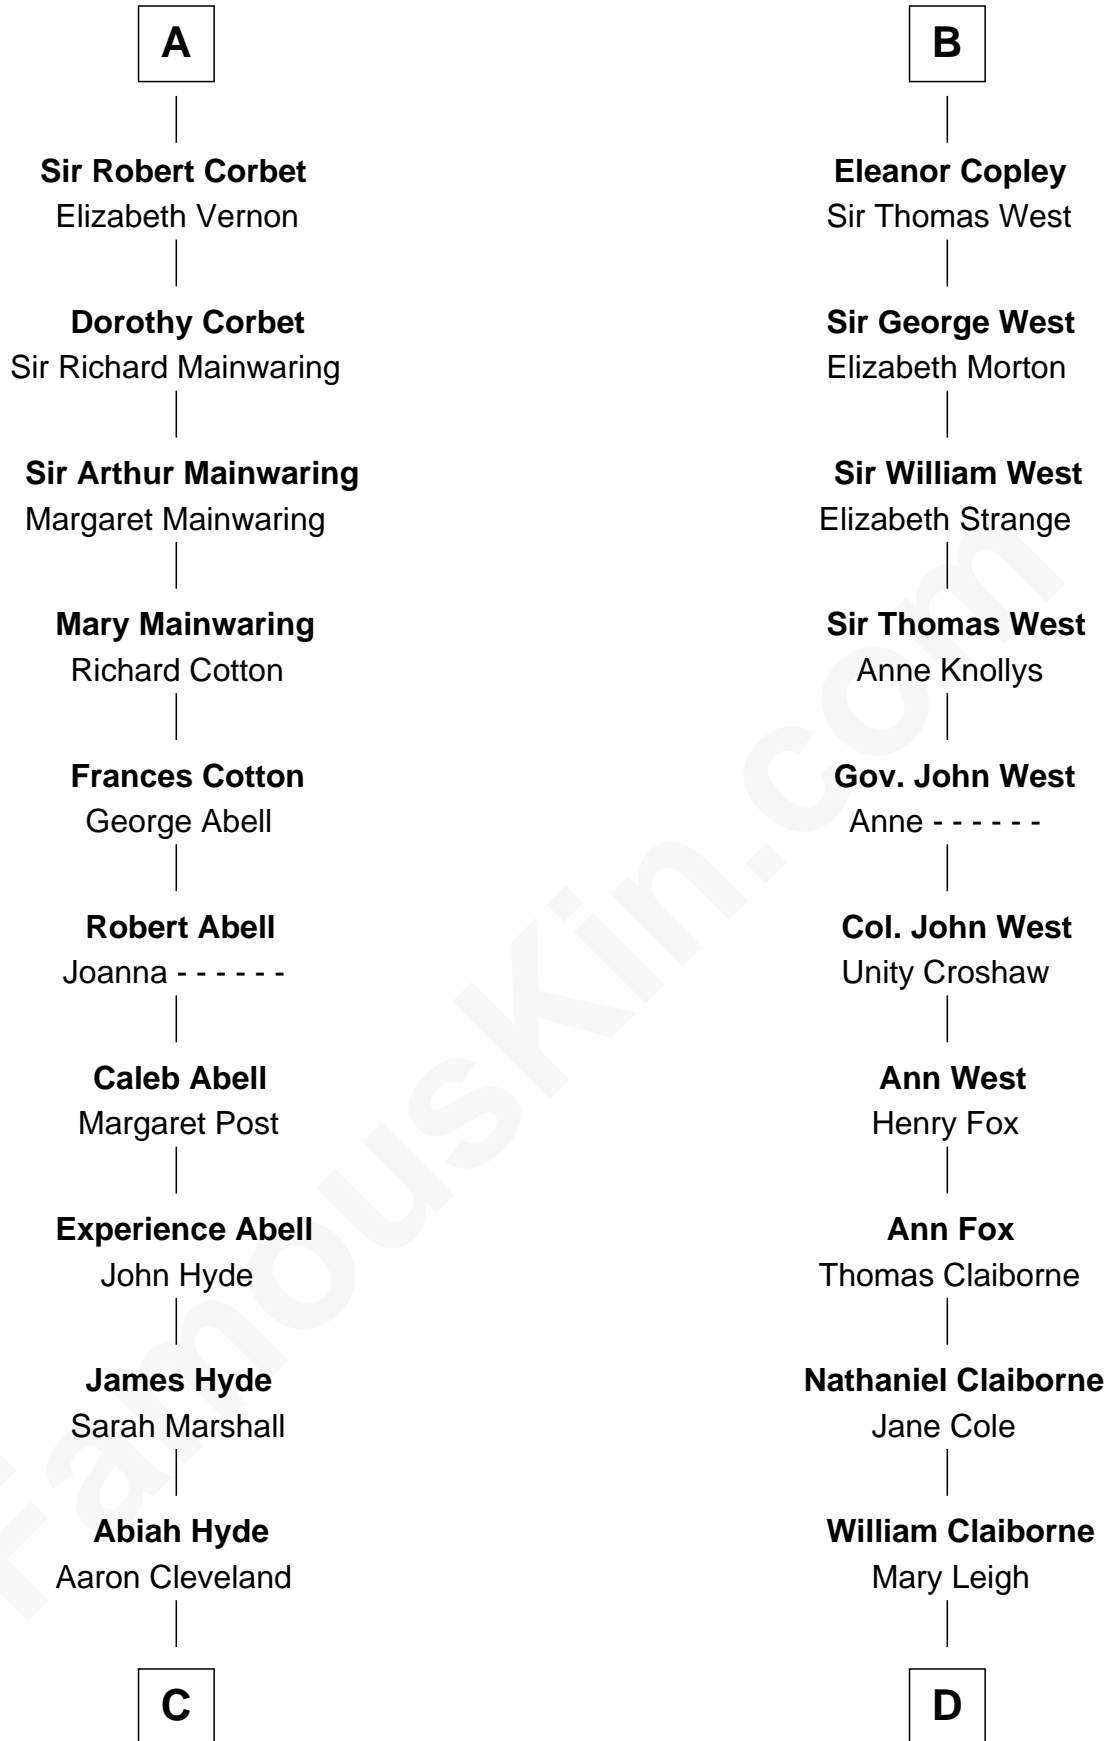 A
Sir Robert Corbet
Elizabeth Vernon
Dorothy Corbet
Sir Richard Mainwaring
Sir Arthur Mainwaring
Margaret Mainwaring
Mary Mainwaring
Richard Cotton
Frances Cotton
George Abell
Robert Abell
Joanna - - - - - -
Caleb Abell
Margaret Post
Experience Abell
John Hyde
James Hyde
Sarah Marshall
Abiah Hyde
Aaron Cleveland
C
B
Eleanor Copley
Sir Thomas West
Sir George West
Elizabeth Morton
Sir William West
Elizabeth Strange
Sir Thomas West
Anne Knollys
Gov. John West
Anne - - - - - -
Col. John West
Unity Croshaw
Ann West
Henry Fox
Ann Fox
Thomas Claiborne
Nathaniel Claiborne
Jane Cole
William Claiborne
Mary Leigh
D
FamousKin.com